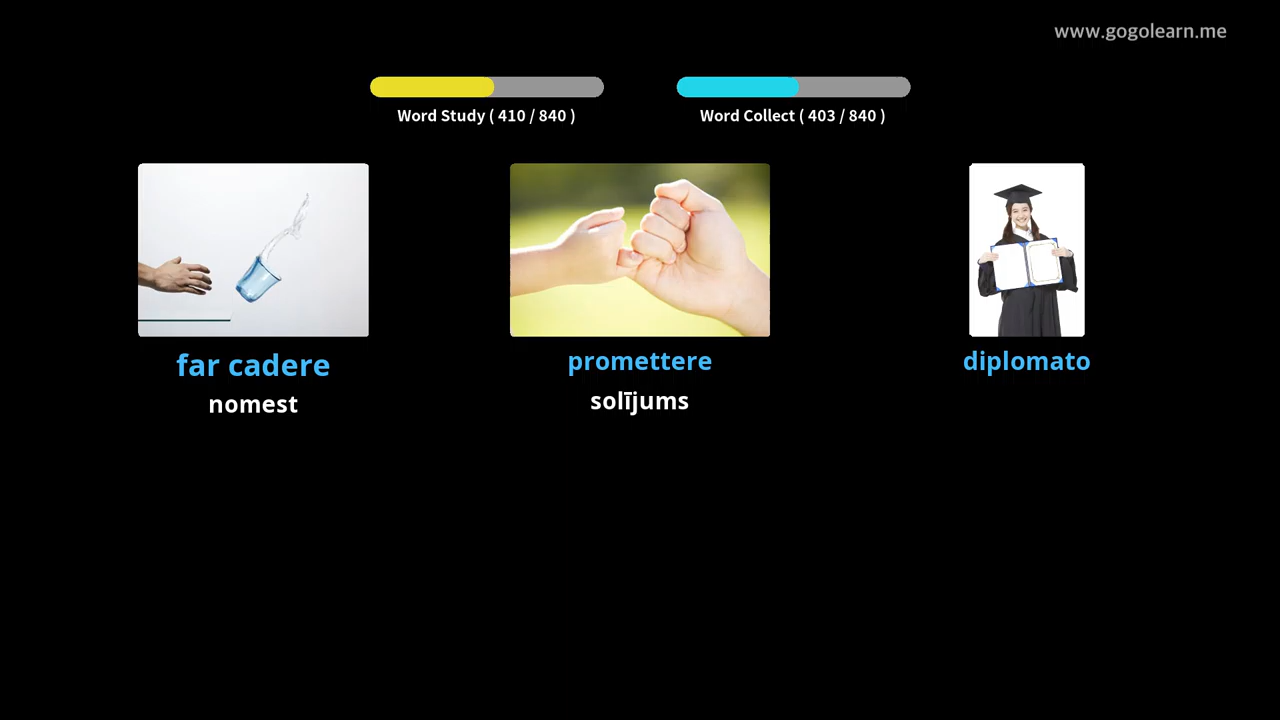 www.gogolearn.me
Word Study ( 410 / 840 )
Word Collect ( 403 / 840 )
far cadere
nomest
promettere
solījums
diplomato